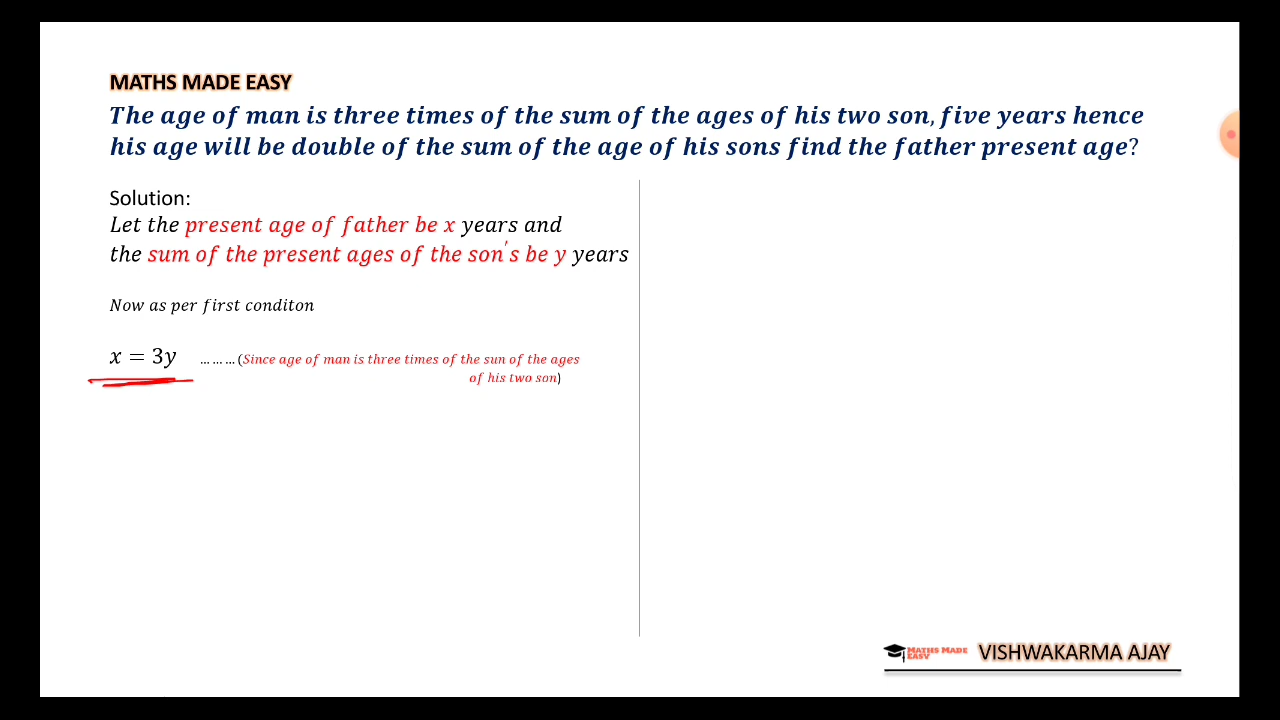 MATHS MADE EASY
The age of man is three times of the sum of the ages of his two son, five years hence
his age will be double of the sum of the age of his sons find the father present age?
Solution:
Let the present age of father be x years and
the sum of the present ages of the son's be y years
Now as per first conditon
x = 3y ………(Since age of man is three times of the sun of the ages
of his two son)
MATHS MADE
EASY
VISHWAKARMA AJAY